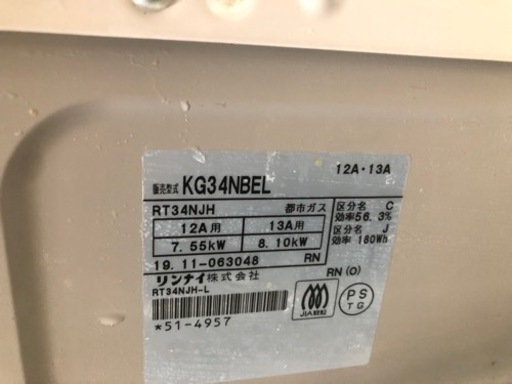 12A・13A
販売型式 KG34NBEL
RT34NJH 都市ガス
12A用 13A用
7.55kW 8.10kW
区分名 C
効率56.3%
区分名 J
効率 180Wh
19.11-063048 RN
リンナイ株式会社 RN(O)
RT34NJH-L
*51-4957
JIA
PS
TG